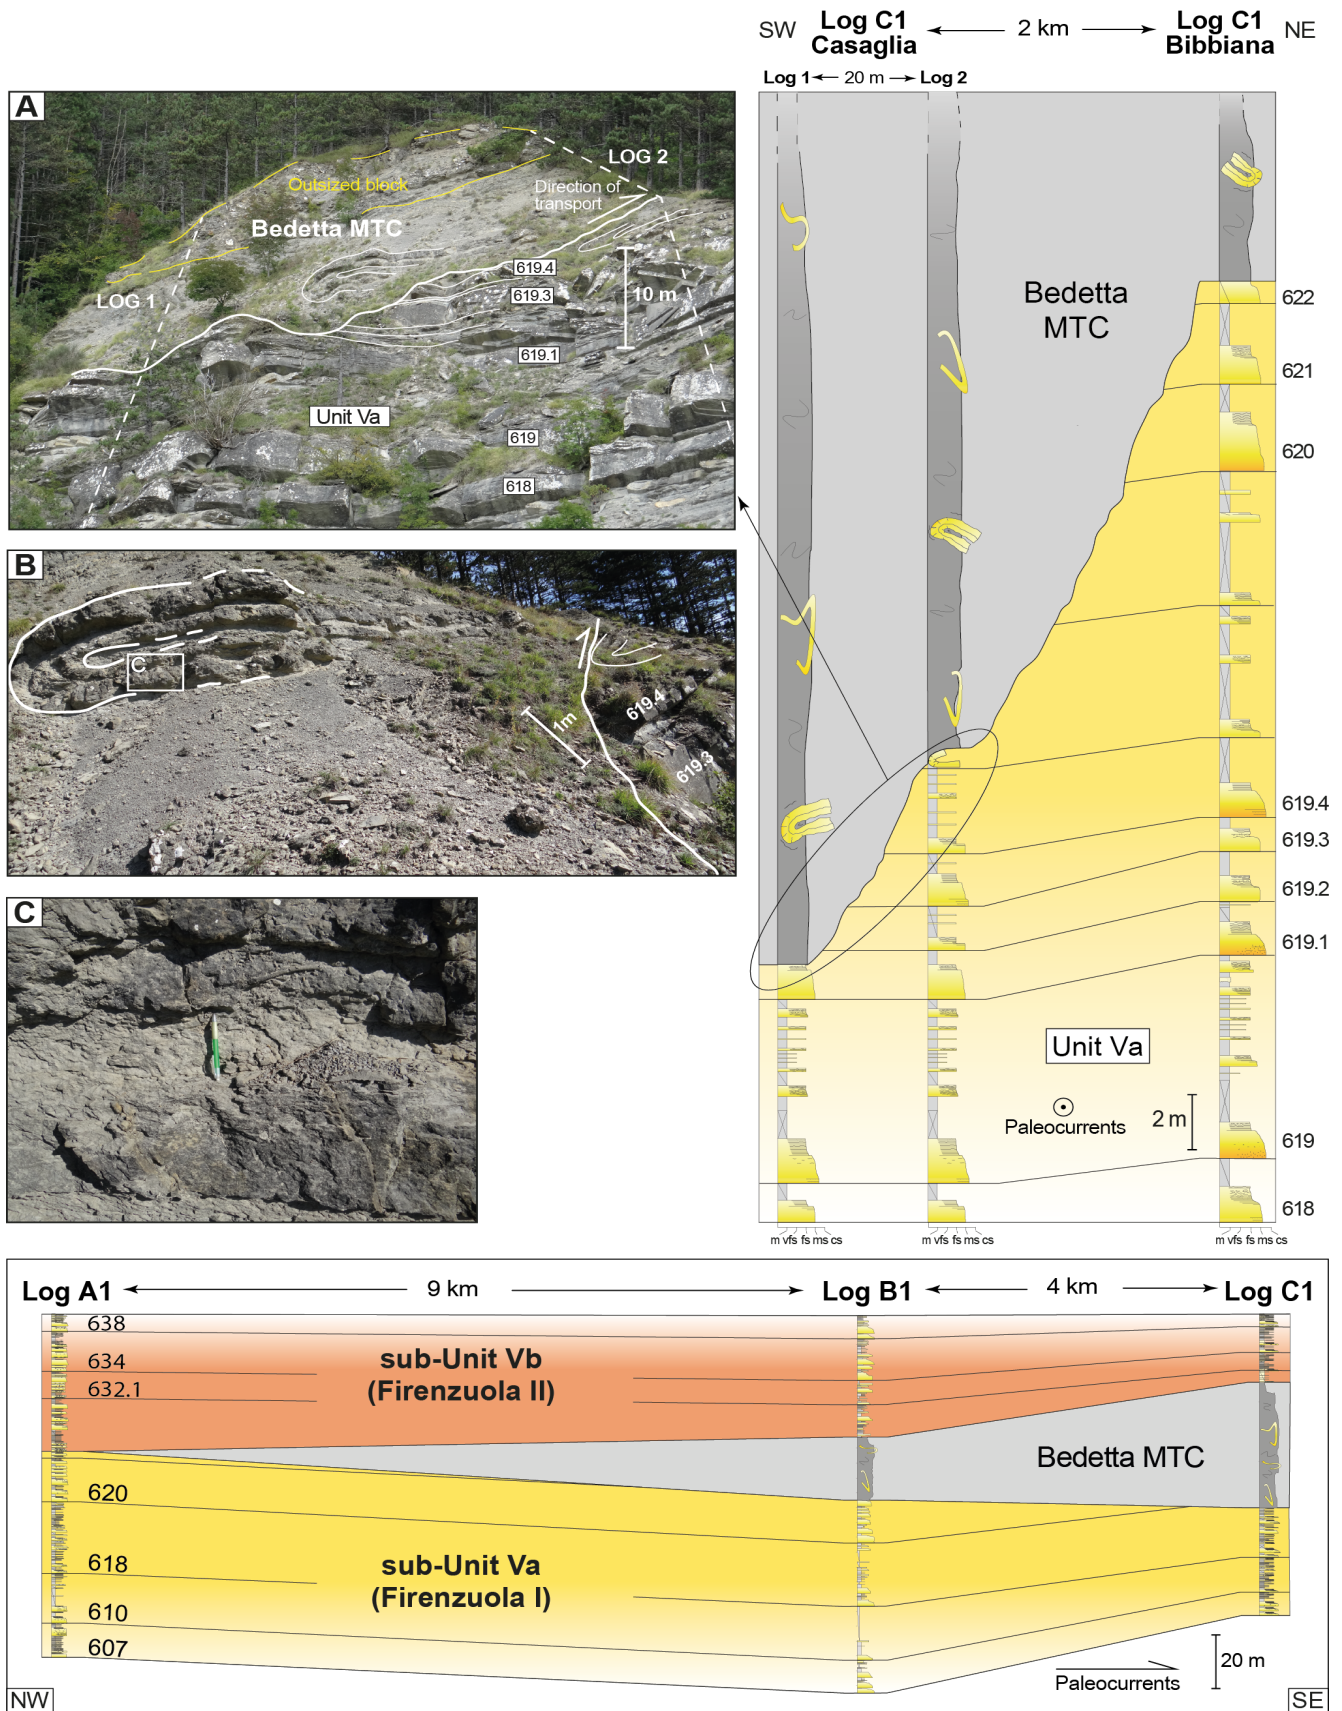 SW Log C1 2 km Log C1 NE
Casaglia Bibbiana
Log 1 20 m Log 2
A
LOG 2
Outsized block
Direction of
transport
Bedetta MTC
619.4
LOG 1
619.3
10 m
619.1
Unit Va
619
618
B
C
1m
619.4
619.3
C
Bedetta
MTC
622
621
620
619.4
619.3
619.2
619.1
Unit Va
Paleocurrents
2 m
619
618
m vfs fs ms cs
m vfs fs ms cs
m vfs fs ms cs
Log A1 9 km Log B1 4 km Log C1
638
634
632.1
sub-Unit Vb
(Firenzuola II)
Bedetta MTC
620
618
610
607
sub-Unit Va
(Firenzuola I)
20 m
Paleocurrents
NW
SE